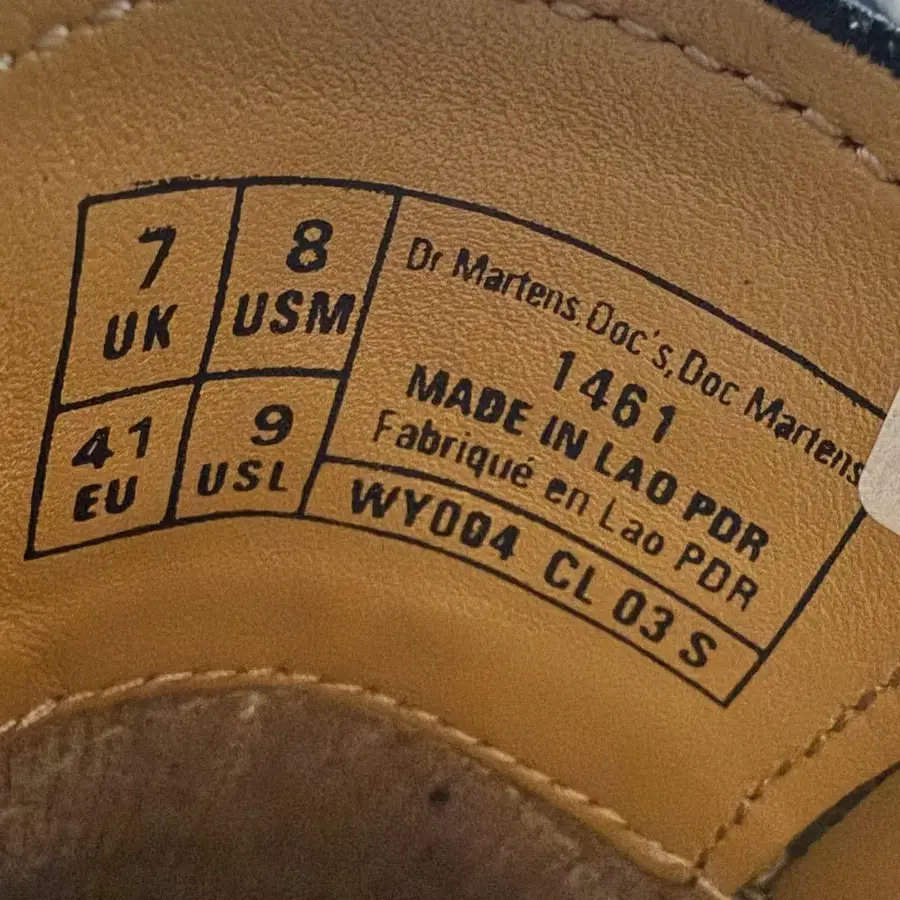 7
UK
8
USM
41
EU
9
USL
Dr Martens,Doc's,Doc Martens
1461
MADE IN LAO PDR
Fabriqué en Lao PDR
WY004 CL 03 S